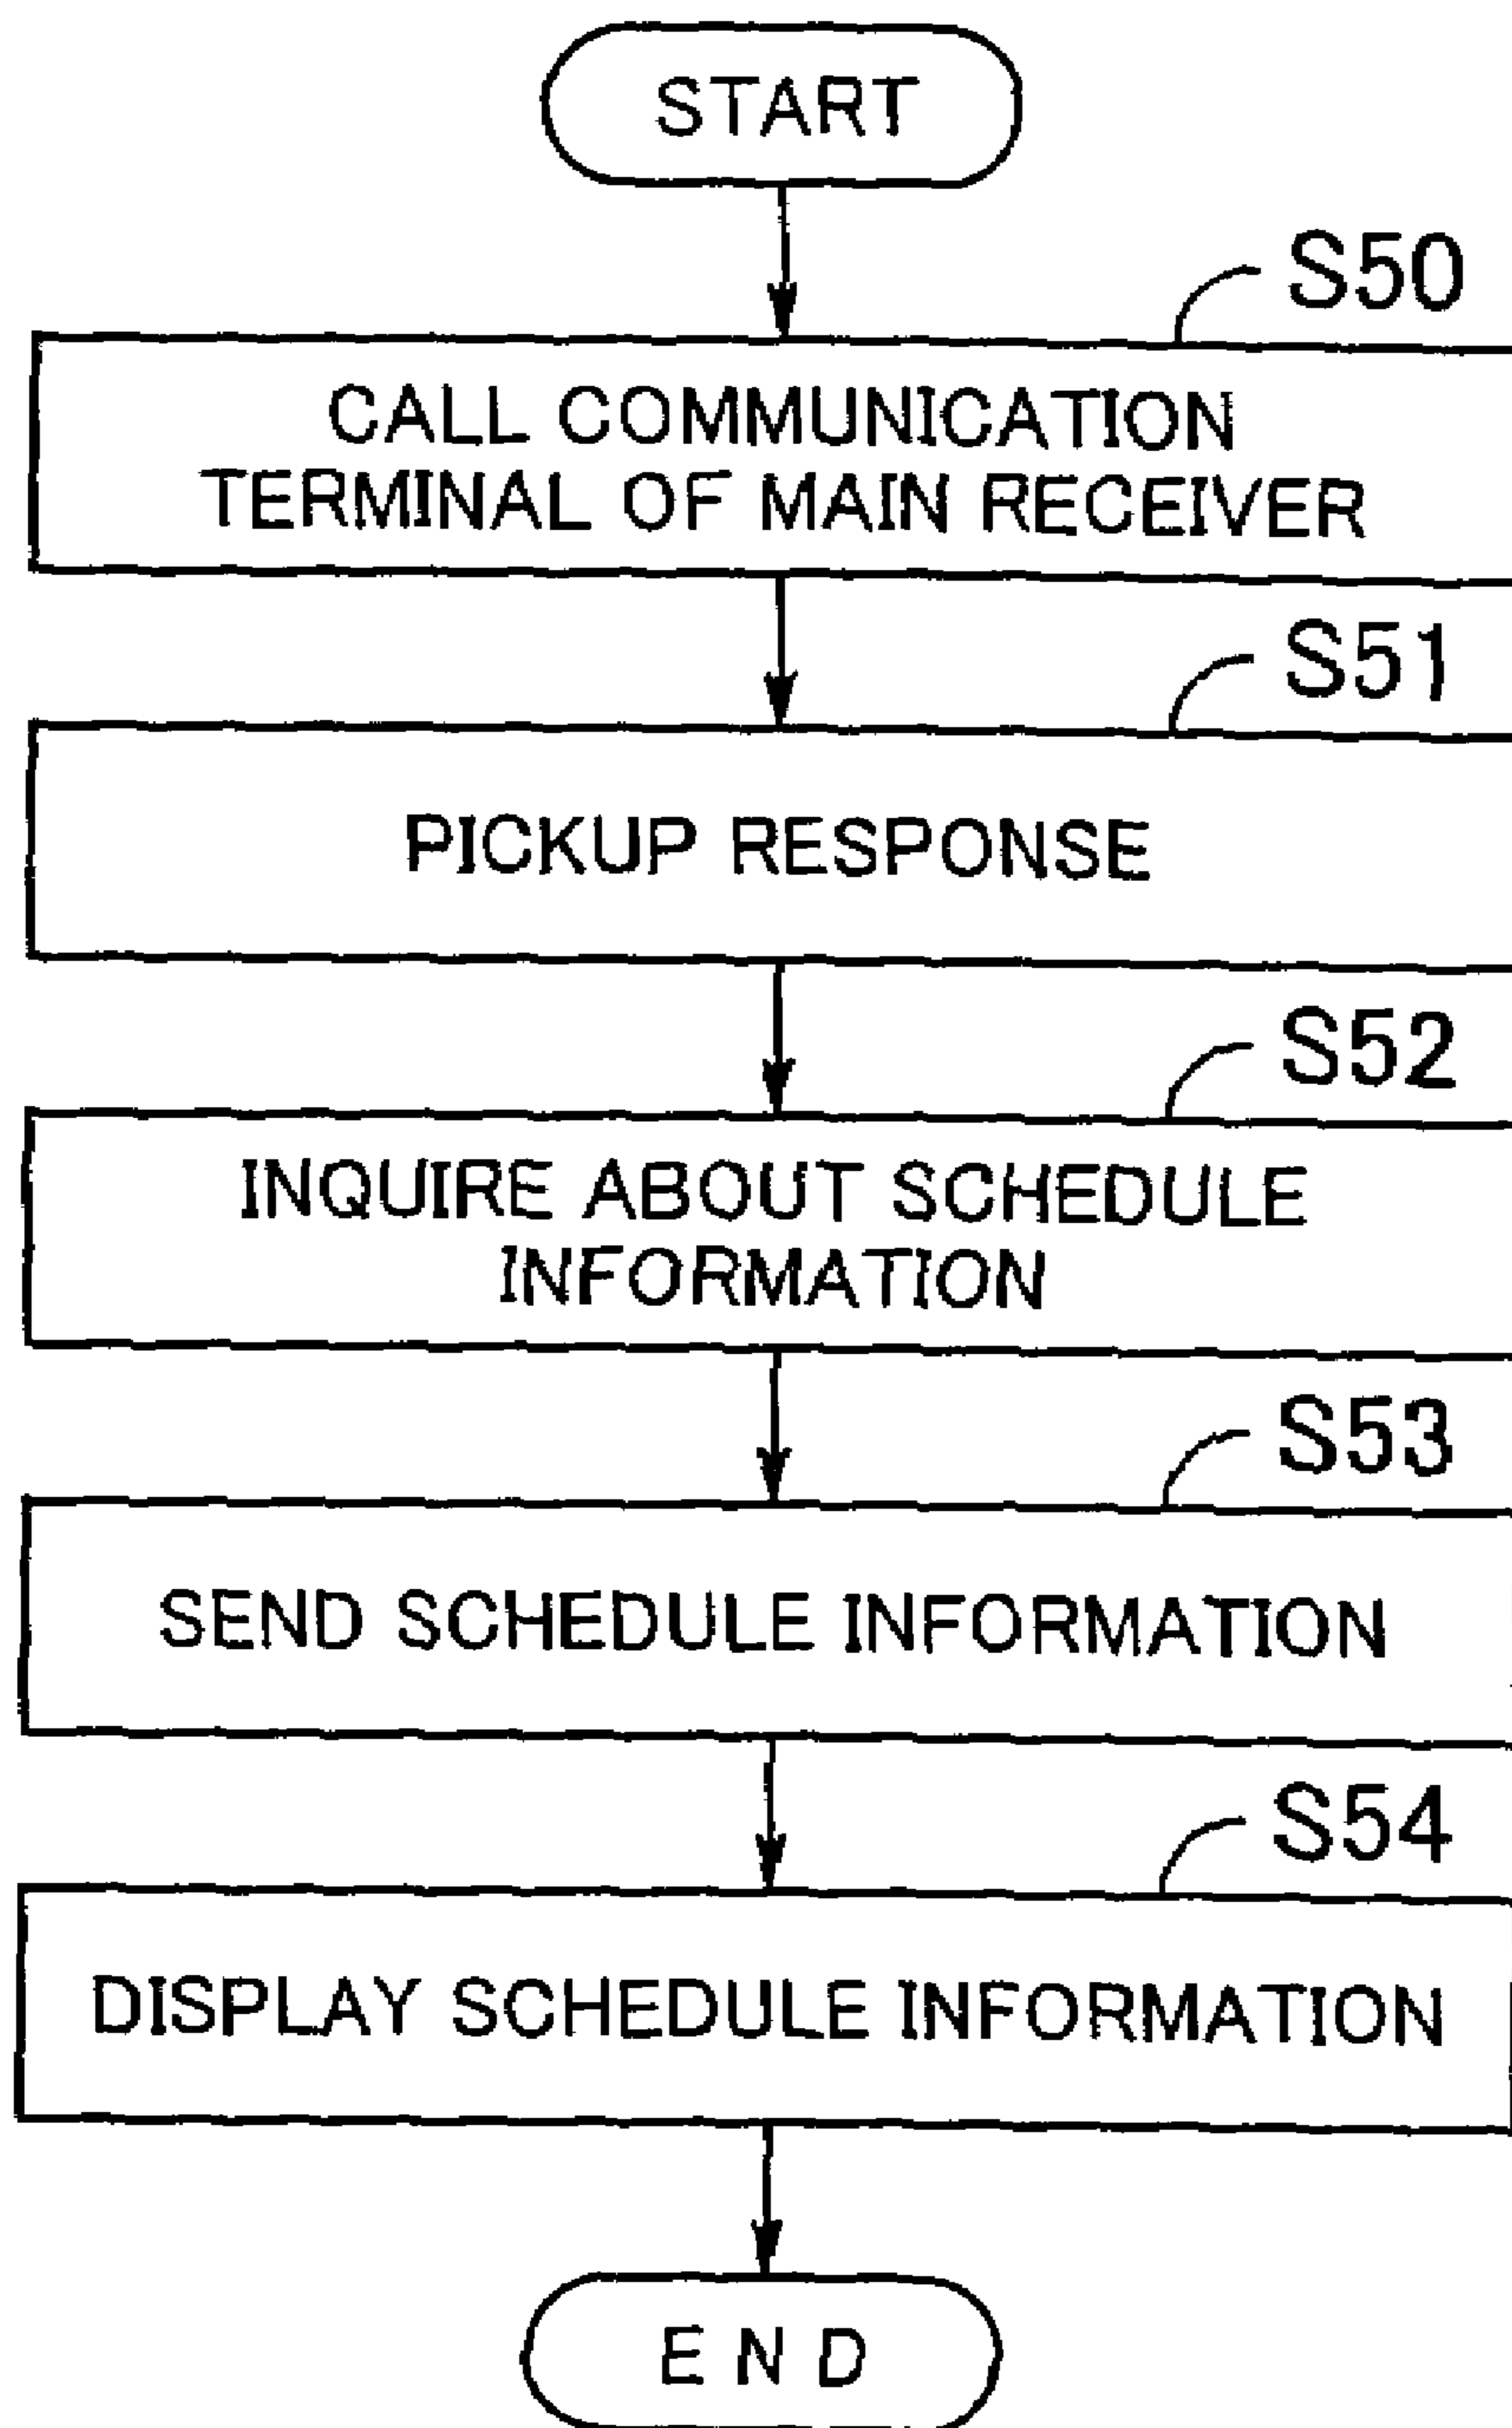 START
S50
CALL COMMUNICATION
TERMINAL OF MAIN RECEIVER
S51
PICKUP RESPONSE
S52
INQUIRE ABOUT SCHEDULE
INFORMATION
S53
SEND SCHEDULE INFORMATION
S54
DISPLAY SCHEDULE INFORMATION
END